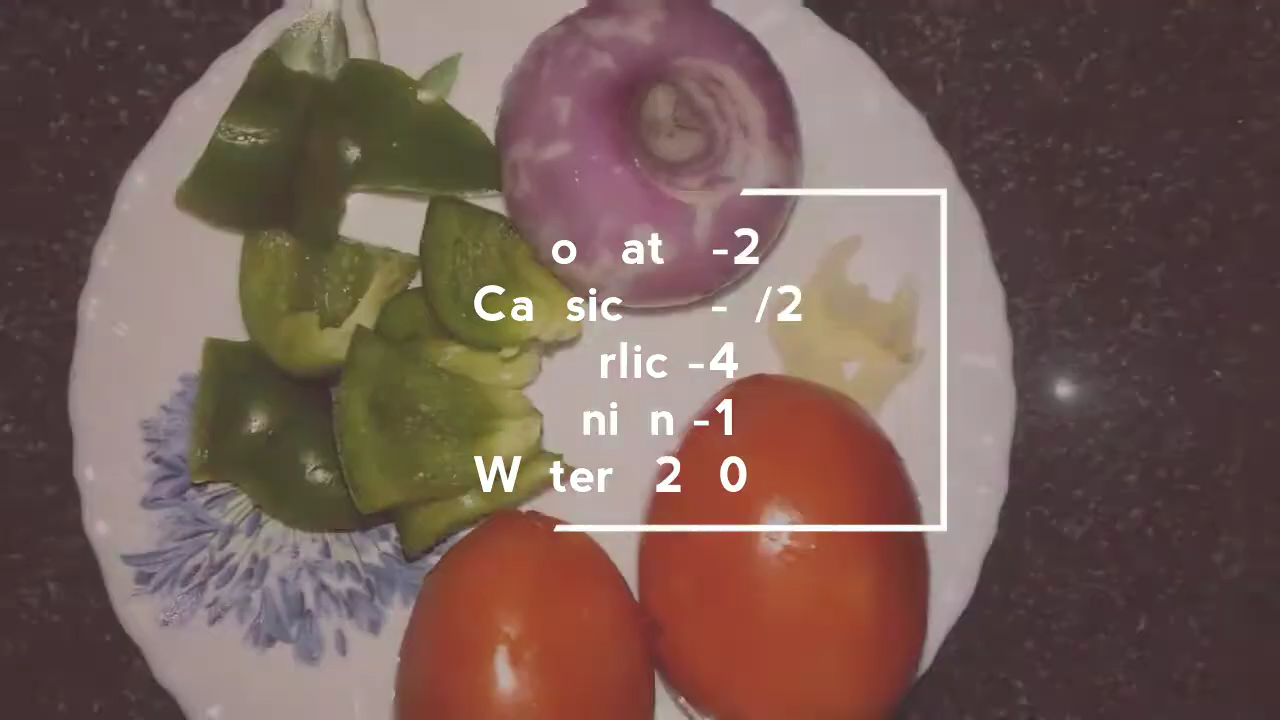 o at -2
Ca sic - /2
rlic -4
ni n -1
W ter 2 0